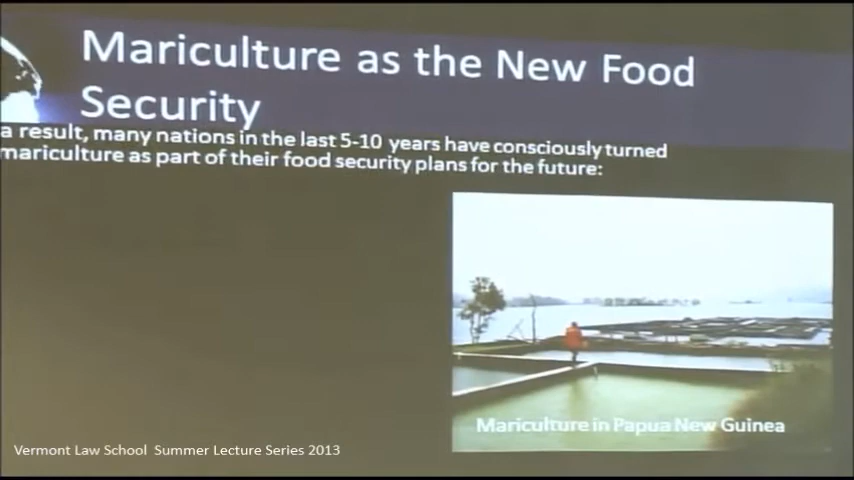 Mariculture as the New Food
Security
a result, many nations in the last 5-10 years have consciously turned
mariculture as part of their food security plans for the future:
Mariculture in Papua New Guinea
Vermont Law School Summer Lecture Series 2013